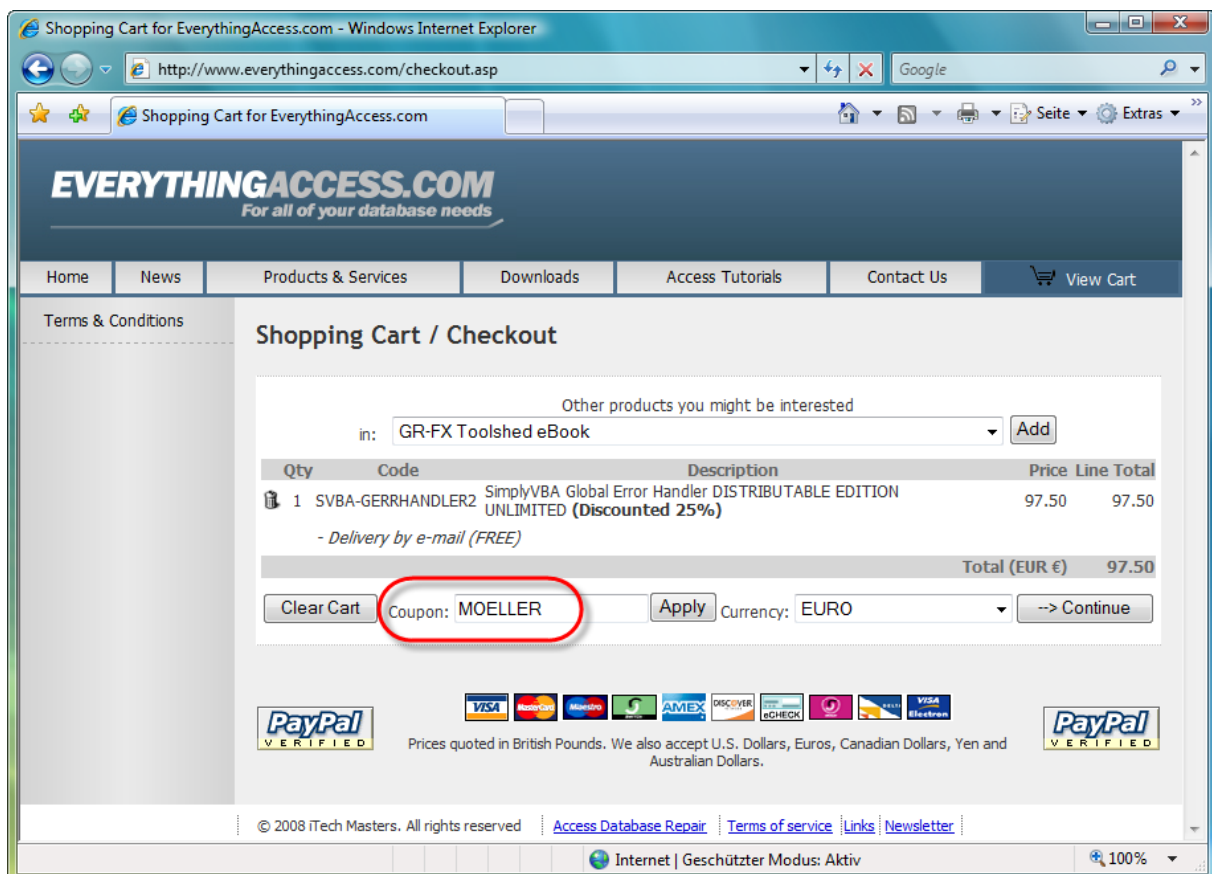 Shopping Cart for EverythingAccess.com - Windows Internet Explorer
http://www.everythingaccess.com/checkout.asp
Google
Shopping Cart for EverythingAccess.com
Seite
Extras
EVERYTHINGACCESS.COM
For all of your database needs
Home News Products & Services Downloads Access Tutorials Contact Us View Cart
Terms & Conditions
Shopping Cart / Checkout
Other products you might be interested
in: GR-FX Toolshed eBook Add
Qty Code Description Price Line Total
1 SVBA-GERRHANDLER2 SimplyVBA Global Error Handler DISTRIBUTABLE EDITION 97.50 97.50
UNLIMITED (Discounted 25%)
- Delivery by e-mail (FREE)
Total (EUR €) 97.50
Clear Cart Coupon: MOELLER Apply Currency: EURO --> Continue
VISA MasterCard Maestro AMEX DISCOVER eCHECK DELTA VISA Electron
PayPal VERIFIED
Prices quoted in British Pounds. We also accept U.S. Dollars, Euros, Canadian Dollars, Yen and
Australian Dollars.
PayPal VERIFIED
© 2008 iTech Masters. All rights reserved Access Database Repair Terms of service Links Newsletter
Internet | Geschützter Modus: Aktiv 100%